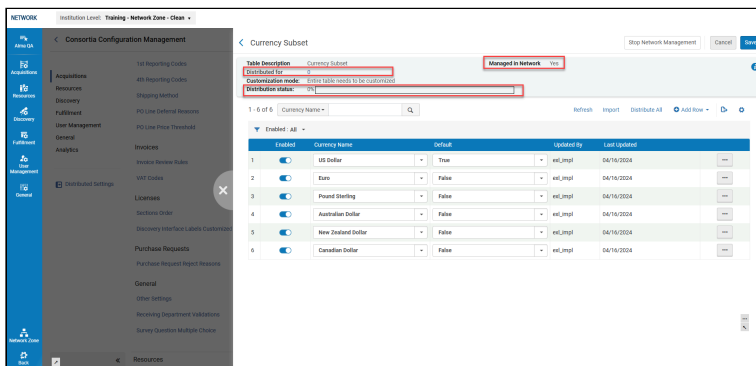 NETWORK
Institution Level: Training - Network Zone - Clean
Alma QA
Acquisitions
Resources
Discovery
Fulfillment
User Management
General
Network Zone
Back
Consortia Configuration Management
Acquisitions
Resources
Discovery
Fulfillment
User Management
General
Analytics
Distributed Settings
1st Reporting Codes
4th Reporting Codes
Shipping Method
PO Line Deferral Reasons
PO Line Price Threshold
Invoices
Invoice Review Rules
VAT Codes
Licenses
Sections Order
Discovery Interface Labels Customized
Purchase Requests
Purchase Request Reject Reasons
General
Other Settings
Receiving Department Validations
Survey Question Multiple Choice
Resources
Currency Subset
Stop Network Management Cancel Save
Table Description Currency Subset Managed in Network Yes
Distributed for 0
Customization mode: Entire table needs to be customized
Distribution status: 0%
1 - 6 of 6 Currency Name Refresh Import Distribute All Add Row
Enabled : All
Enabled Currency Name Default Updated By Last Updated
1 US Dollar True exl_impl 04/16/2024
2 Euro False exl_impl 04/16/2024
3 Pound Sterling False exl_impl 04/16/2024
4 Australian Dollar False exl_impl 04/16/2024
5 New Zealand Dollar False exl_impl 04/16/2024
6 Canadian Dollar False exl_impl 04/16/2024